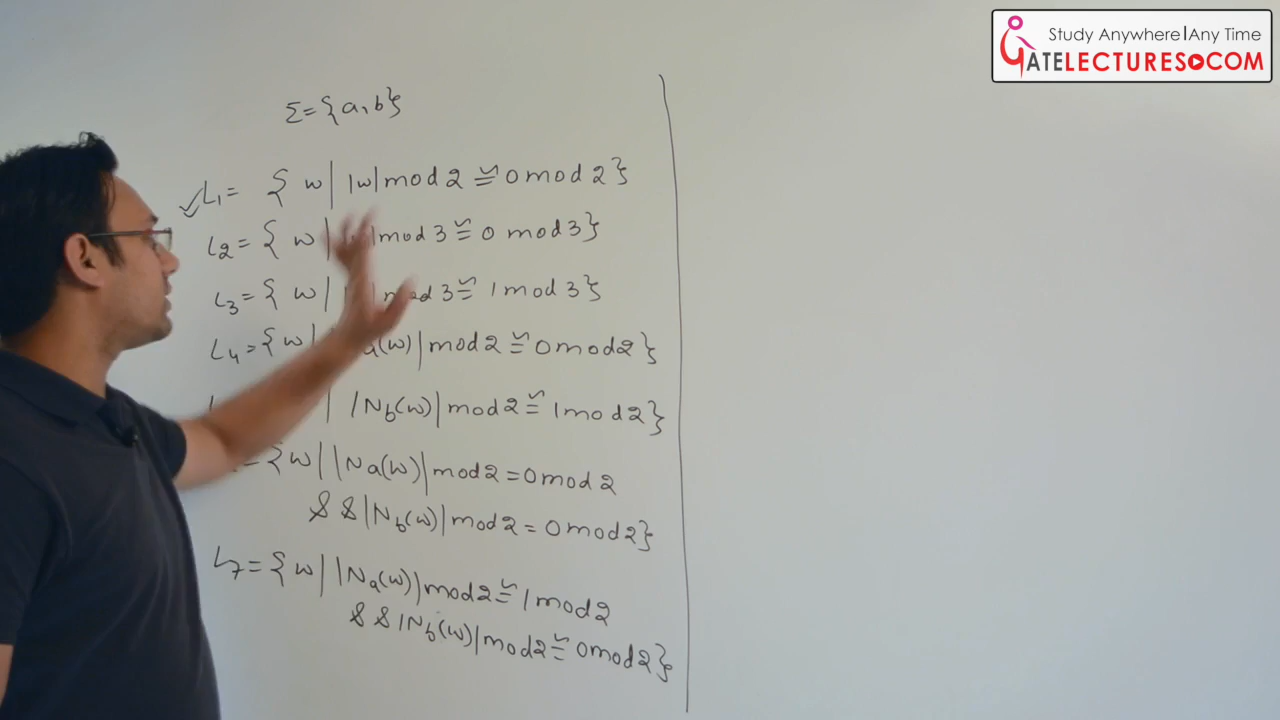 Study Anywhere | Any Time
GATELECTURES.COM
Σ={a,b}
L1= { w | |w| mod 2 ≌ 0 mod 2}
L2= { w | mod 3 ≌ 0 mod 3}
L3= { w | mod 3 ≌ 1 mod 3}
L4= {w | a(w)| mod 2 ≌ 0 mod 2}
| |Nb(w)| mod 2 ≌ 1 mod 2}
= {w | |Na(w)| mod 2 = 0 mod 2
&& |Nb(w)| mod 2 = 0 mod 2}
L7= { w | |Na(w)| mod 2 ≌ 1 mod 2
&& |Nb(w)| mod 2 ≌ 0 mod 2}